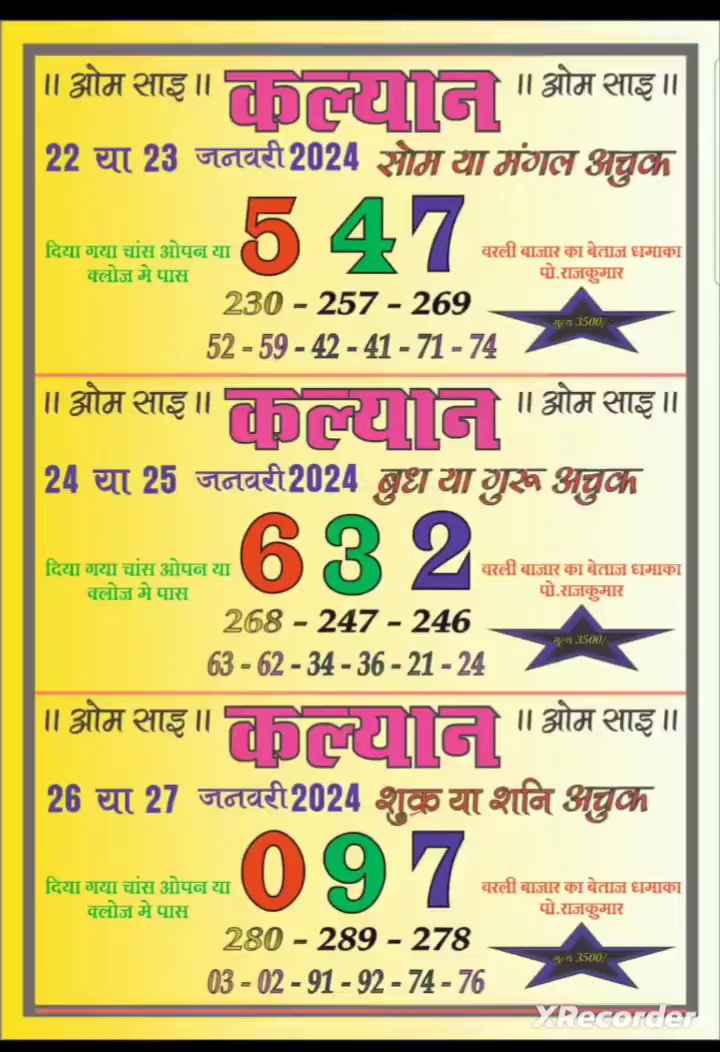 ॥ ओम साइ ॥ कल्यान ॥ ओम साइ ॥
22 या 23 जनवरी 2024 सोम या मंगल अचुक
5 4 7
दिया गया चांस ओपन या
क्लोज मे पास
वरली बाजार का बेताज धमाका
पो.राजकुमार
230 - 257 - 269
मुल्य 3500/
52 - 59 - 42 - 41 - 71 - 74
॥ ओम साइ ॥ कल्यान ॥ ओम साइ ॥
24 या 25 जनवरी 2024 बुध या गुरू अचुक
6 3 2
दिया गया चांस ओपन या
क्लोज मे पास
वरली बाजार का बेताज धमाका
पो.राजकुमार
268 - 247 - 246
मुल्य 3500/
63 - 62 - 34 - 36 - 21 - 24
॥ ओम साइ ॥ कल्यान ॥ ओम साइ ॥
26 या 27 जनवरी 2024 शुक्र या शनि अचुक
0 9 7
दिया गया चांस ओपन या
क्लोज मे पास
वरली बाजार का बेताज धमाका
पो.राजकुमार
280 - 289 - 278
मुल्य 3500/
03 - 02 - 91 - 92 - 74 - 76
XRecorder